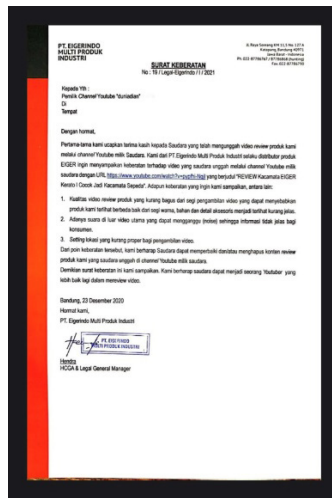 PT. EIGERINDO
MULTI PRODUK
INDUSTRI
SURAT KEBERATAN
No : 19 / Legal-Eigerindo / I / 2021
Kepada Yth :
Pemilik Channel Youtube "duniadian"
Di
Tempat
Dengan hormat,
Pertama-tama kami ucapkan terima kasih kepada Saudara yang telah mengunggah video review produk kami
melalui channel Youtube milik Saudara. Kami dari PT Eigerindo Multi Produk Industri selaku distributor produk
EIGER ingin menyampaikan keberatan terhadap video yang saudara unggah melalui channel Youtube milik
saudara dengan URL yang berjudul "REVIEW Kacamata EIGER
Kerato I Cocok Jadi Kacamata Sepeda". Adapun keberatan yang ingin kami sampaikan, antara lain:
1. Kualitas video review produk yang kurang bagus dari segi pengambilan video yang dapat menyebabkan
produk kami terlihat berbeda baik dari segi warna, bahan dan detail aksesoris menjadi terlihat kurang jelas.
2. Adanya suara di luar video utama yang dapat mengganggu (noise) sehingga informasi tidak jelas bagi
konsumen.
3. Setting lokasi yang kurang proper bagi pengambilan video.
Dari poin keberatan tersebut, kami berharap Saudara dapat memperbaiki dan/atau menghapus konten review
produk kami yang saudara unggah di channel Youtube milik saudara.
Demikian surat keberatan ini kami sampaikan. Kami berharap saudara dapat menjadi seorang Youtuber yang
lebih baik lagi dalam mereview video.
Bandung, 23 Desember 2020
Hormat kami,
PT. Eigerindo Multi Produk Industri
PT. EIGERINDO
MULTI PRODUK INDUSTRI
Hendra
HCGA & Legal General Manager